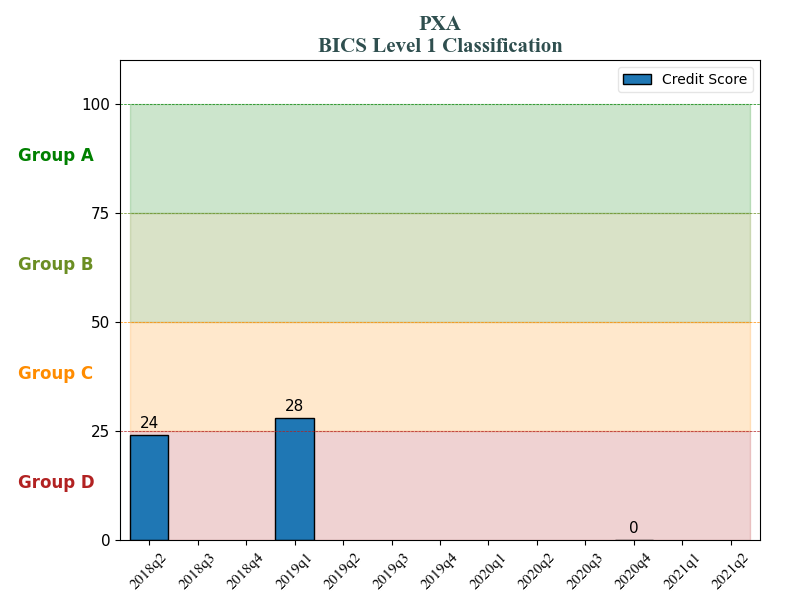 PXA
BICS Level 1 Classification
Credit Score
100
Group A
75
Group B
50
Group C
28
24
25
Group D
0
0
2018q2
2018q3
2018q4
2019q1
2019q2
2019q3
2019q4
2020q1
2020q2
2020q3
2020q4
2021q1
2021q2